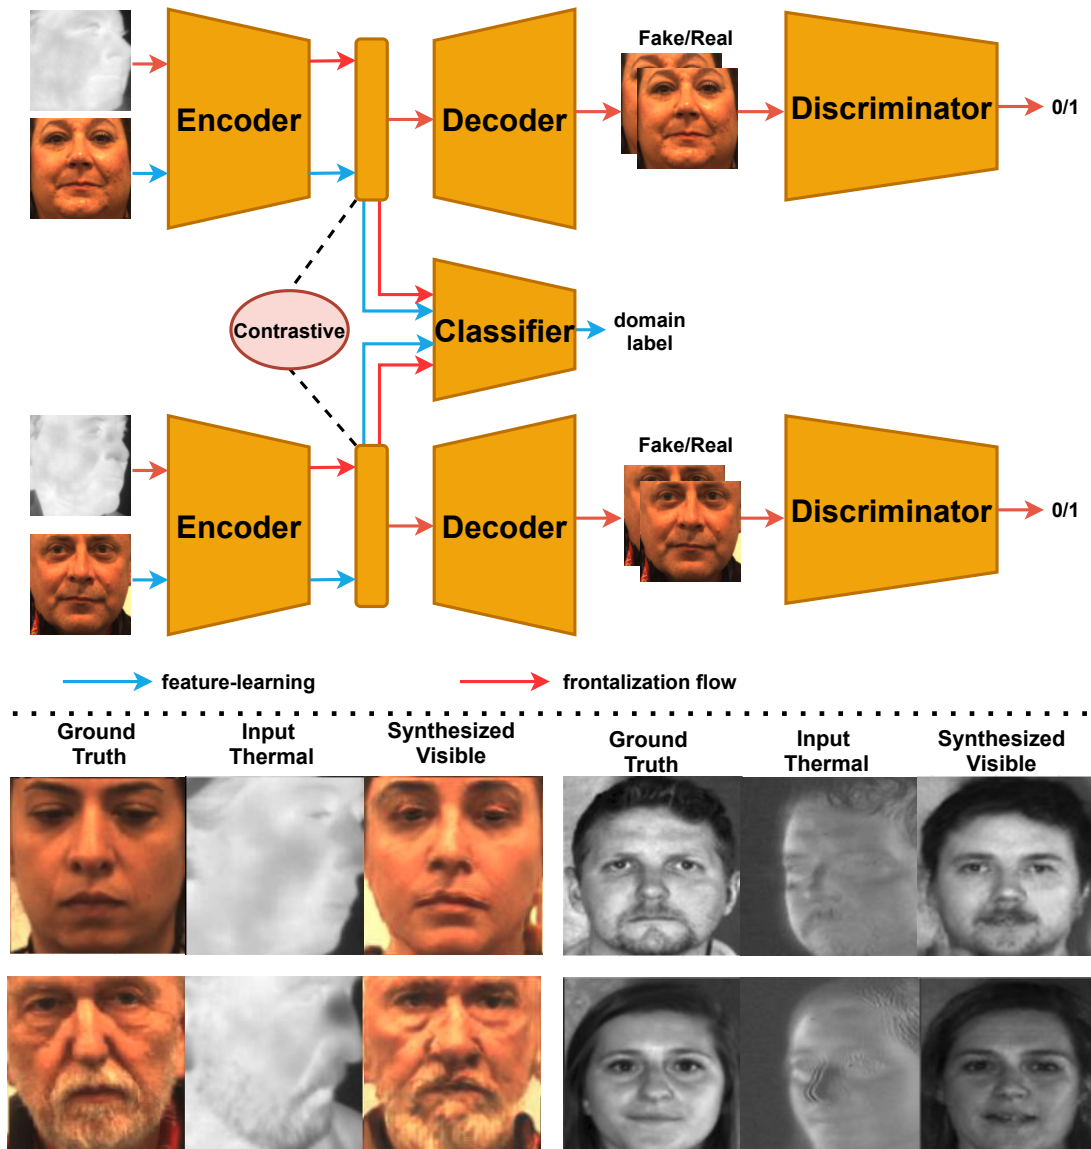 Fake/Real
Encoder
Decoder
Discriminator
0/1
Contrastive
Classifier
domain
label
Fake/Real
Encoder
Decoder
Discriminator
0/1
feature-learning
frontalization flow
Ground
Truth
Input
Thermal
Synthesized
Visible
Ground
Truth
Input
Thermal
Synthesized
Visible